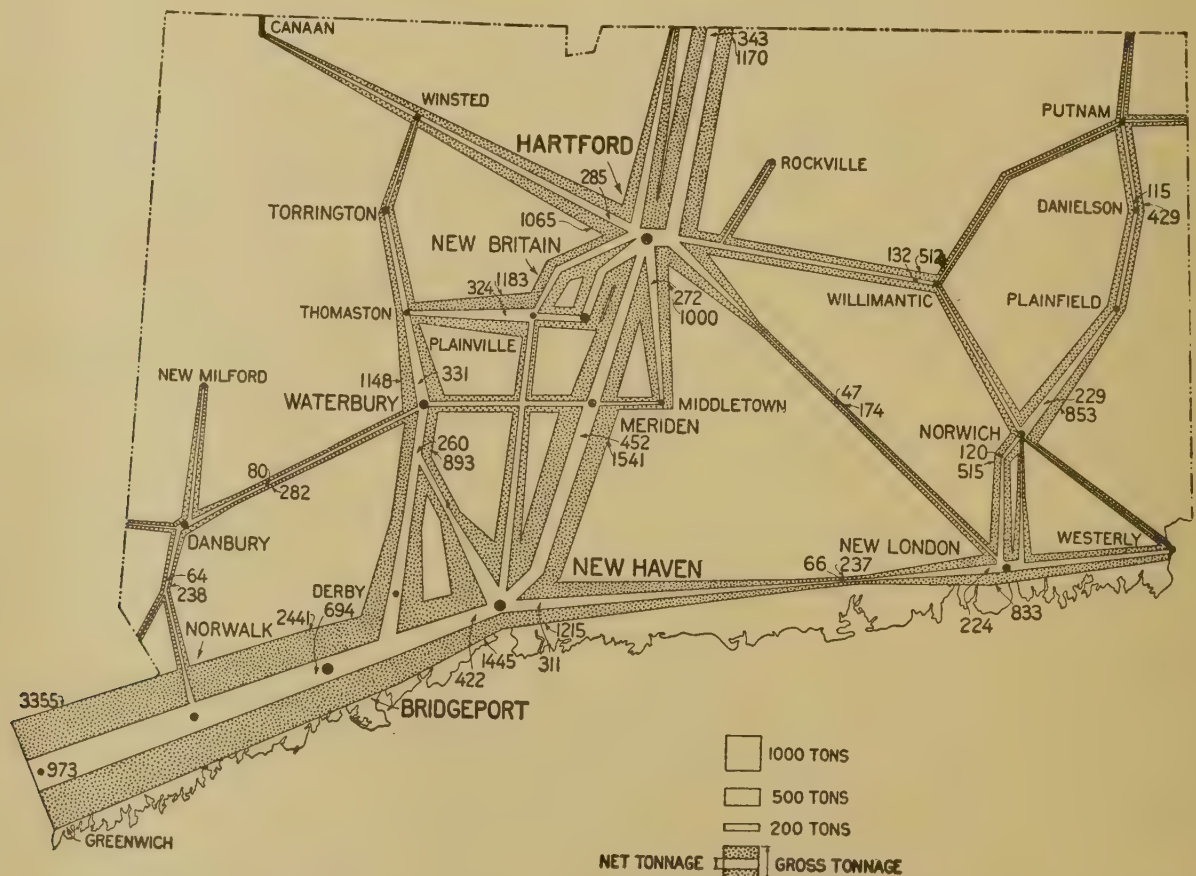 CANAAN
343
1170
WINSTED
PUTNAM
HARTFORD
285
ROCKVILLE
TORRINGTON
1065
NEW BRITAIN
115
DANIELSON
429
132 512
1183
324
272
1000
WILLIMANTIC
PLAINFIELD
THOMASTON
PLAINVILLE
NEW MILFORD
1148
331
WATERBURY
MIDDLETOWN
47
174
229
853
MERIDEN
NORWICH
452
1541
260
893
120
515
80
282
DANBURY
NEW LONDON
WESTERLY
64
238
DERBY
694
2441
NEW HAVEN
66
237
NORWALK
1215
311
833
224
1445
422
3355
BRIDGEPORT
973
1000 TONS
500 TONS
200 TONS
GREENWICH
NET TONNAGE
GROSS TONNAGE